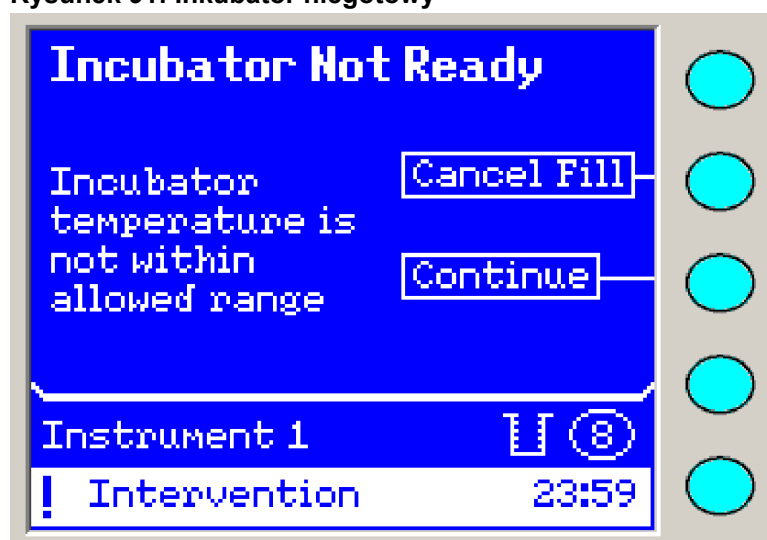 Incubator Not Ready
Incubator
temperature is
not within
allowed range
Cancel Fill
Continue
Instrument 1
8
! Intervention 23:59